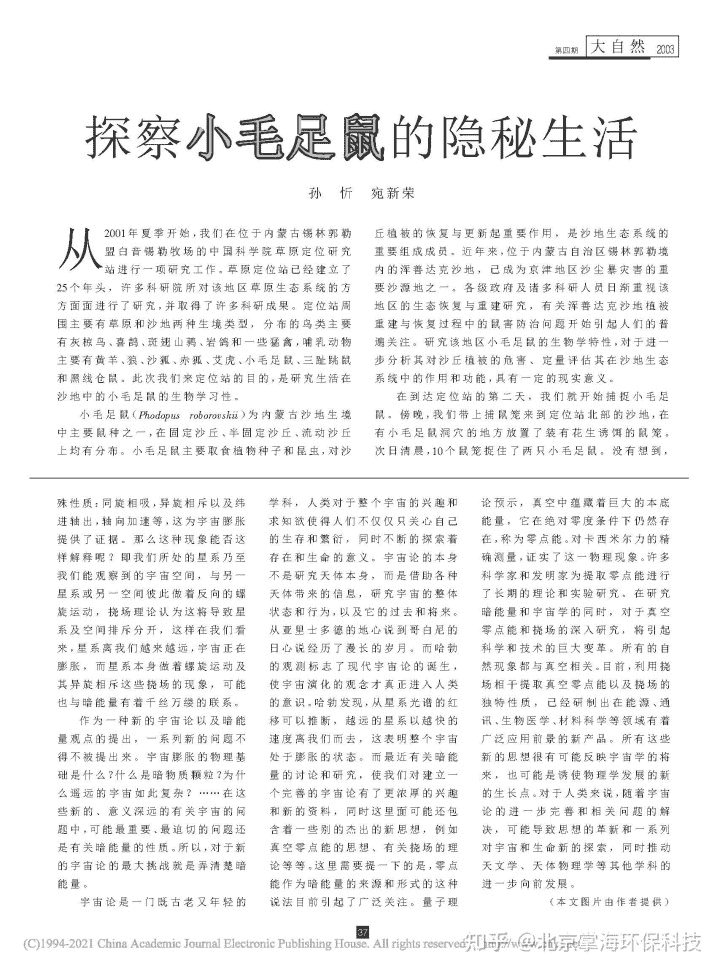 第四期 大自然 2003
探察小毛足鼠的隐秘生活
孙 忻 宛新荣
从2001年夏季开始,我们在位于内蒙古锡林郭勒
盟白音锡勒牧场的中国科学院草原定位研究
站进行一项研究工作。草原定位站已经建立了
25个年头，许多科研院所对该地区草原生态系统的方
方面面进行了研究,并取得了许多科研成果。定位站周
围主要有草原和沙地两种生境类型，分布的鸟类主要
有灰椋鸟、喜鹊、斑翅山鹑、岩鸽和一些猛禽,哺乳动物
主要有黄羊、狼、沙狐、赤狐、艾虎、小毛足鼠、三趾跳鼠
和黑线仓鼠。此次我们来定位站的目的,是研究生活在
沙地中的小毛足鼠的生物学习性。
小毛足鼠(Phodopus roborovskii)为内蒙古沙地生境
中主要鼠种之一,在固定沙丘、半固定沙丘、流动沙丘
上均有分布。小毛足鼠主要取食植物种子和昆虫,对沙
丘植被的恢复与更新起重要作用，是沙地生态系统的
重要组成成员。近年来,位于内蒙古自治区锡林郭勒境
内的浑善达克沙地，已成为京津地区沙尘暴灾害的重
要沙源地之一。各级政府及诸多科研人员日渐重视该
地区的生态恢复与重建研究，有关浑善达克沙地植被
重建与恢复过程中的鼠害防治问题开始引起人们的普
遍关注。研究该地区小毛足鼠的生物学特性,对于进一
步分析其对沙丘植被的危害、定量评估其在沙地生态
系统中的作用和功能,具有一定的现实意义。
在到达定位站的第二天，我们就开始捕捉小毛足
鼠。傍晚,我们带上捕鼠笼来到定位站北部的沙地,在
有小毛足鼠洞穴的地方放置了装有花生诱饵的鼠笼。
次日清晨,10个鼠笼捉住了两只小毛足鼠。没有想到,
殊性质:同旋相吸,异旋相斥以及纬
进轴出,轴向加速等,这为宇宙膨胀
提供了证据。那么这种现象能否这
样解释呢？即我们所处的星系乃至
我们能观察到的宇宙空间，与另一
星系或另一空间彼此做着反向的螺
旋运动，挠场理论认为这将导致星
系及空间排斥分开，这样在我们看
来,星系离我们越来越远,宇宙正在
膨胀，而星系本身做着螺旋运动及
其异旋相斥这些挠场的现象，可能
也与暗能量有着千丝万缕的联系。
作为一种新的宇宙论以及暗能
量观点的提出，一系列新的问题不
得不被提出来。宇宙膨胀的物理基
础是什么?什么是暗物质颗粒?为什
么遥远的宇宙如此复杂？……在这
些新的、意义深远的有关宇宙的问
题中,可能最重要、最迫切的问题还
是有关暗能量的性质。所以,对于新
的宇宙论的最大挑战就是弄清楚暗
能量。
宇宙论是一门既古老又年轻的
学科，人类对于整个宇宙的兴趣和
求知欲使得人们不仅仅只关心自己
的生存和繁衍，同时不断的探索着
存在和生命的意义。宇宙论的本身
不是研究天体本身，而是借助各种
天体带来的信息，研究宇宙的整体
状态和行为,以及它的过去和将来。
从亚里士多德的地心说到哥白尼的
日心说经历了漫长的岁月。而哈勃
的观测标志了现代宇宙论的诞生，
使宇宙演化的观念才真正进入人类
的意识。哈勃发现,从星系光谱的红
移可以推断，越远的星系以越快的
速度离我们而去，这表明整个宇宙
处于膨胀的状态。而最近有关暗能
量的讨论和研究，使我们对建立一
个完善的宇宙论有了更浓厚的兴趣
和新的资料，同时这里面可能还包
含着一些别的杰出的新思想，例如
真空零点能的思想、有关挠场的理
论等等。这里需要提一下的是,零点
能作为暗能量的来源和形式的这种
说法目前引起了广泛关注。量子理
论预示，真空中蕴藏着巨大的本底
能量，它在绝对零度条件下仍然存
在,称为零点能。对卡西米尔力的精
确测量,证实了这一物理现象。许多
科学家和发明家为提取零点能进行
了长期的理论和实验研究。在研究
暗能量和宇宙学的同时，对于真空
零点能和挠场的深入研究，将引起
科学和技术的巨大变革。所有的自
然现象都与真空相关。目前,利用挠
场相干提取真空零点能以及挠场的
独特性质，已经研制出在能源、通
讯、生物医学、材料科学等领域有着
广泛应用前景的新产品。所有这些
新的思想很有可能反映宇宙学的将
来，也可能是诱使物理学发展的新
的生长点。对于人类来说,随着宇宙
论的进一步完善和相关问题的解
决，可能导致思想的革新和一系列
对宇宙和生命新的探索，同时推动
天文学、天体物理学等其他学科的
进一步向前发展。
(本文图片由作者提供)
37
(C)1994-2021 China Academic Journal Electronic Publishing House. All rights reserved.
知乎 @北京掌海环保科技